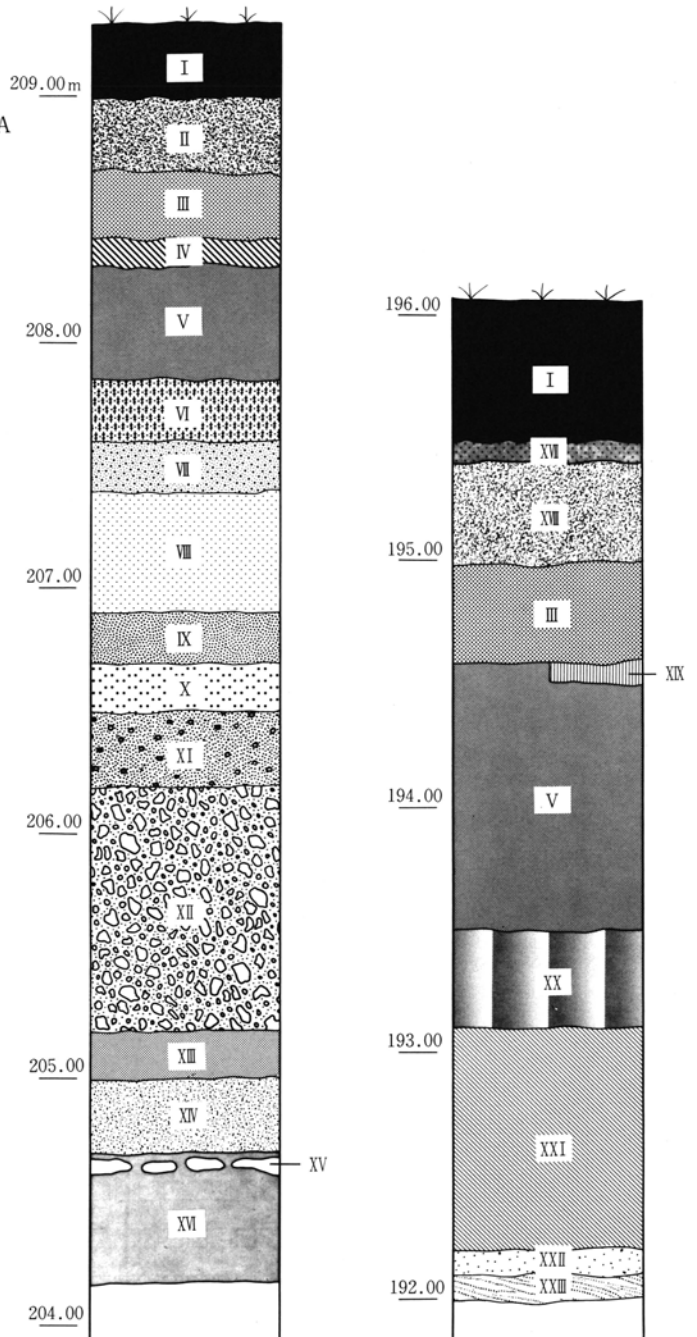 A
209.00m
208.00
207.00
206.00
205.00
204.00
I
II
III
IV
V
VI
VII
VIII
IX
X
XI
XII
XIII
XIV
XV
XVI
196.00
195.00
194.00
193.00
192.00
I
XVII
XVIII
III
XIX
V
XX
XXI
XXII
XXIII